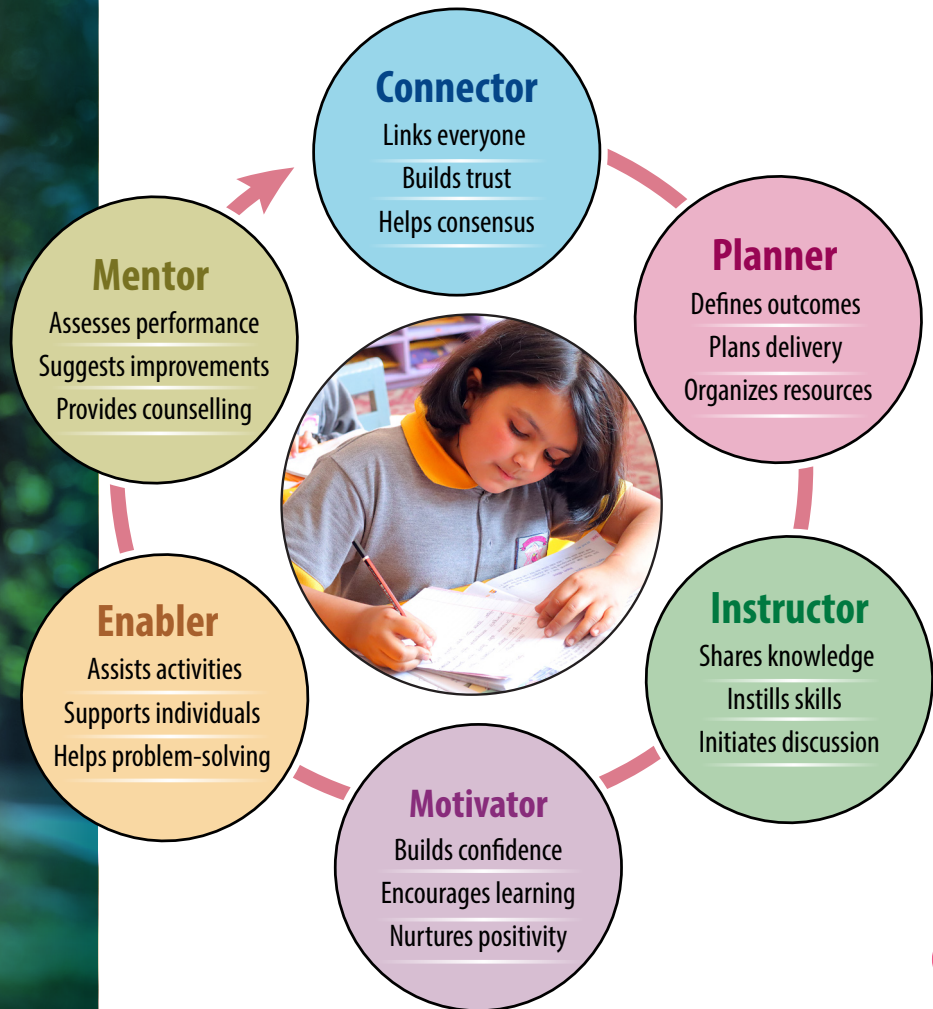 Connector
Links everyone
Builds trust
Helps consensus
Planner
Defines outcomes
Plans delivery
Organizes resources
Instructor
Shares knowledge
Instills skills
Initiates discussion
Motivator
Builds confidence
Encourages learning
Nurtures positivity
Enabler
Assists activities
Supports individuals
Helps problem-solving
Mentor
Assesses performance
Suggests improvements
Provides counselling